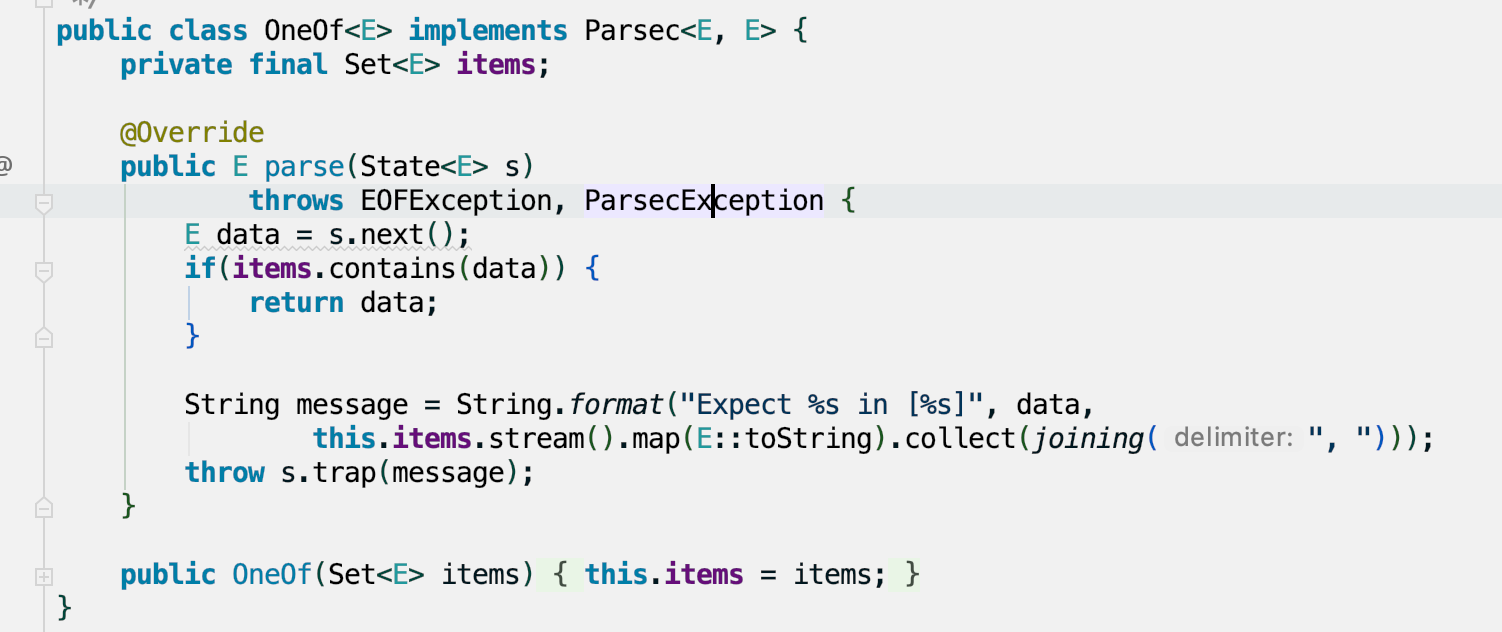 */
public class OneOf<E> implements Parsec<E, E> {
    private final Set<E> items;

    @Override
@   public E parse(State<E> s)
            throws EOFException, ParsecException {
        E data = s.next();
        if(items.contains(data)) {
            return data;
        }

        String message = String.format("Expect %s in [%s]", data,
                this.items.stream().map(E::toString).collect(joining( delimiter: ", ")));
        throw s.trap(message);
    }

    public OneOf(Set<E> items) { this.items = items; }
}